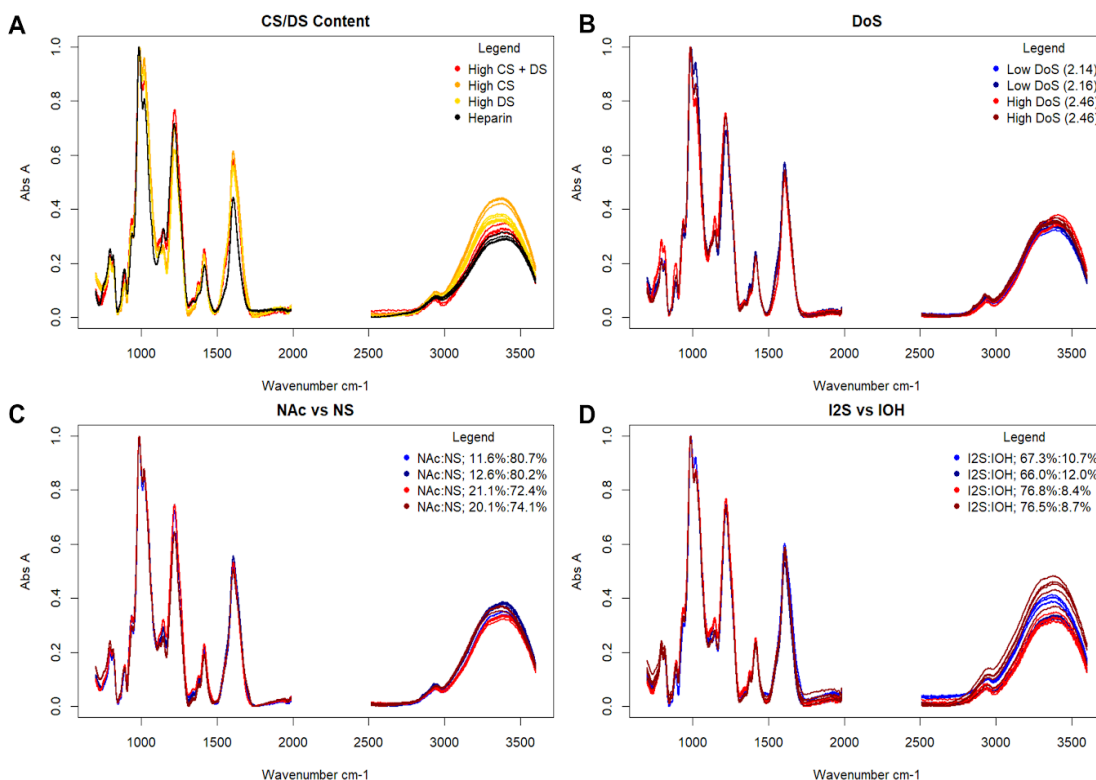 A
CS/DS Content
Legend
High CS + DS
High CS
High DS
Heparin
Abs A
1.0
0.8
0.6
0.4
0.2
0.0
1000 1500 2000 2500 3000 3500
Wavenumber cm-1
B
DoS
Legend
Low DoS (2.14)
Low DoS (2.16)
High DoS (2.46)
High DoS (2.46)
Abs A
1.0
0.8
0.6
0.4
0.2
0.0
1000 1500 2000 2500 3000 3500
Wavenumber cm-1
C
NAc vs NS
Legend
NAc:NS; 11.6%:80.7%
NAc:NS; 12.6%:80.2%
NAc:NS; 21.1%:72.4%
NAc:NS; 20.1%:74.1%
Abs A
1.0
0.8
0.6
0.4
0.2
0.0
1000 1500 2000 2500 3000 3500
Wavenumber cm-1
D
I2S vs IOH
Legend
I2S:IOH; 67.3%:10.7%
I2S:IOH; 66.0%:12.0%
I2S:IOH; 76.8%:8.4%
I2S:IOH; 76.5%:8.7%
Abs A
1.0
0.8
0.6
0.4
0.2
0.0
1000 1500 2000 2500 3000 3500
Wavenumber cm-1